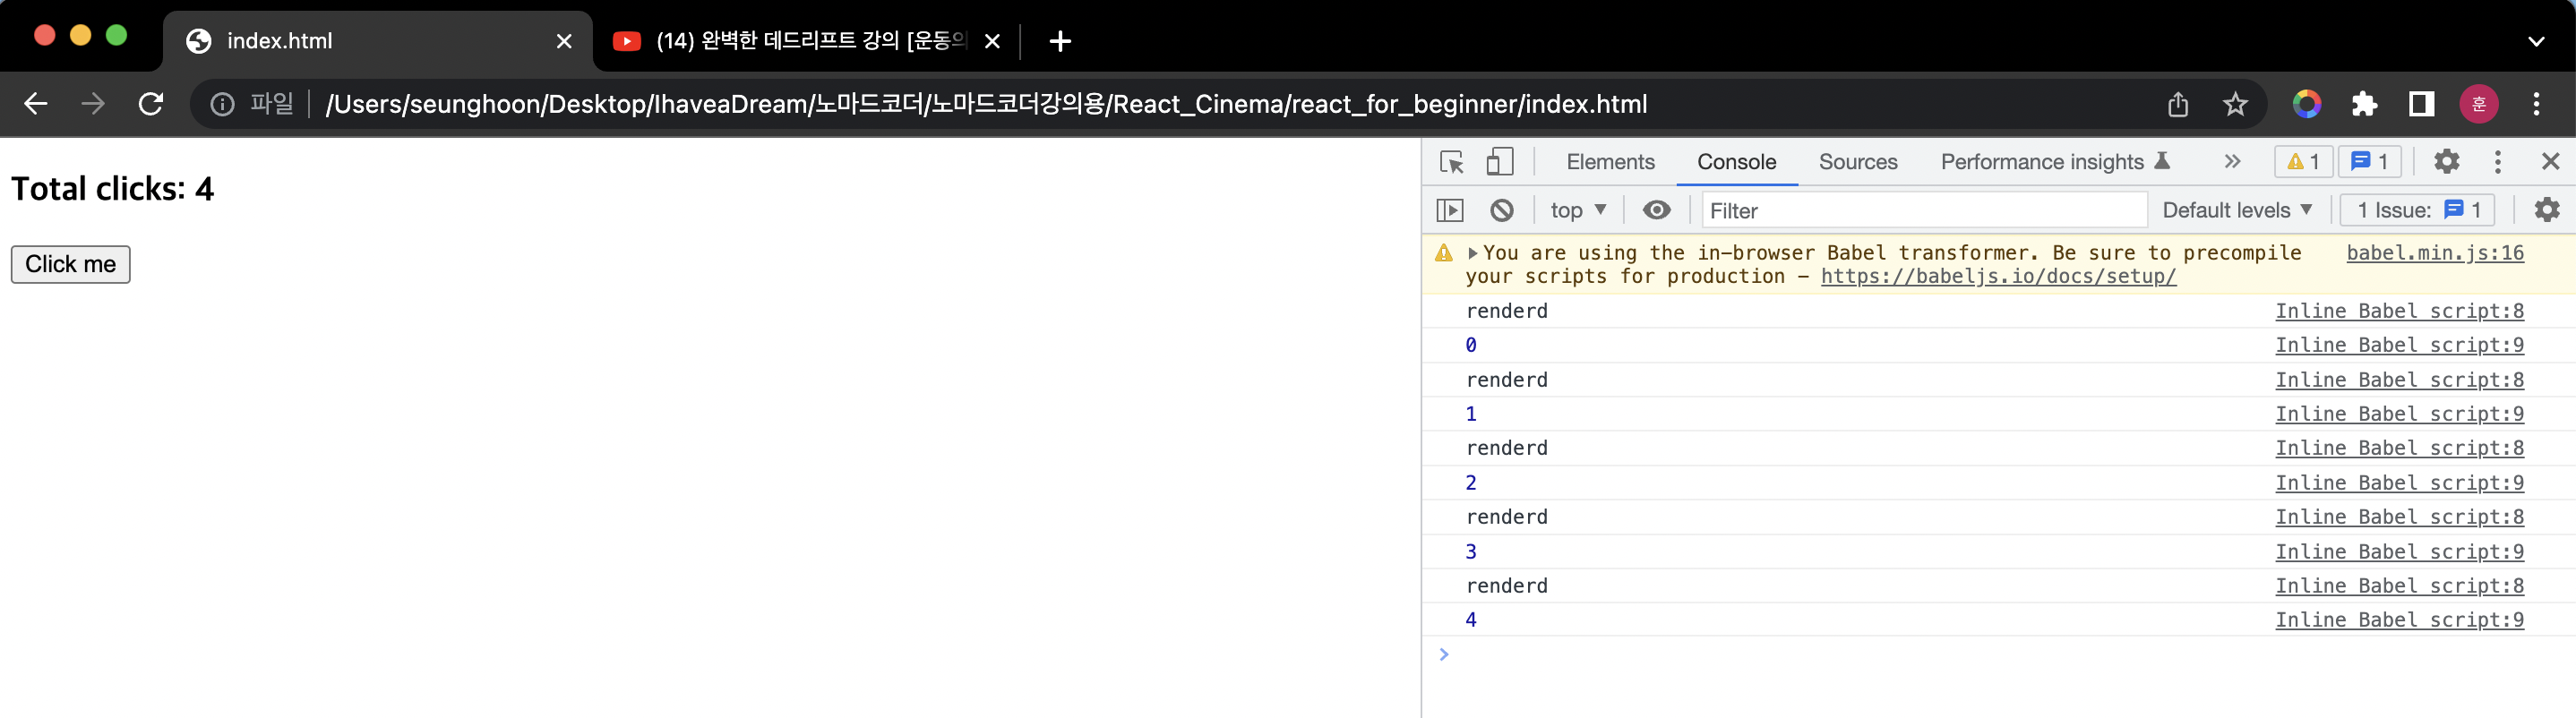 index.html
(14) 완벽한 데드리프트 강의 [운동의
파일 /Users/seunghoon/Desktop/IhaveaDream/노마드코더/노마드코더강의용/React_Cinema/react_for_beginner/index.html
훈
Total clicks: 4
Click me
Elements Console Sources Performance insights 1 1
top Filter Default levels 1 Issue: 1
You are using the in-browser Babel transformer. Be sure to precompile babel.min.js:16
your scripts for production - https://babeljs.io/docs/setup/
renderd Inline Babel script:8
0 Inline Babel script:9
renderd Inline Babel script:8
1 Inline Babel script:9
renderd Inline Babel script:8
2 Inline Babel script:9
renderd Inline Babel script:8
3 Inline Babel script:9
renderd Inline Babel script:8
4 Inline Babel script:9